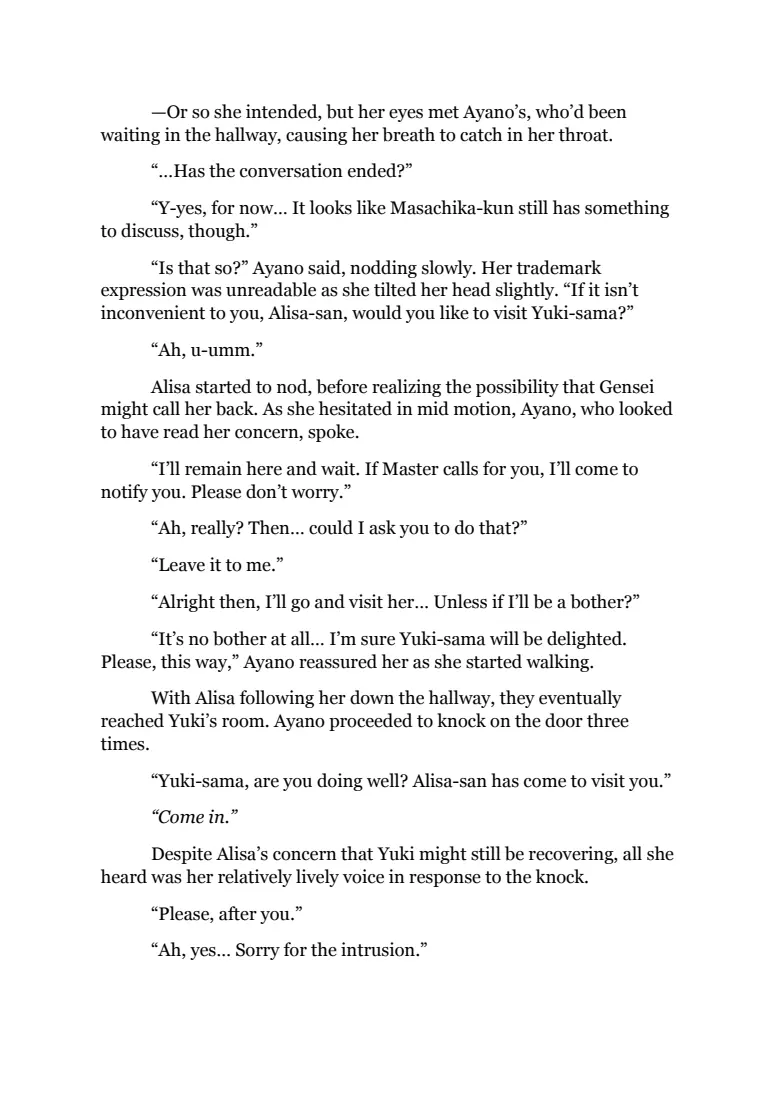 —Or so she intended, but her eyes met Ayano’s, who’d been
waiting in the hallway, causing her breath to catch in her throat.
“…Has the conversation ended?”
“Y-yes, for now… It looks like Masachika-kun still has something
to discuss, though.”
“Is that so?” Ayano said, nodding slowly. Her trademark
expression was unreadable as she tilted her head slightly. “If it isn’t
inconvenient to you, Alisa-san, would you like to visit Yuki-sama?”
“Ah, u-umm.”
Alisa started to nod, before realizing the possibility that Gensei
might call her back. As she hesitated in mid motion, Ayano, who looked
to have read her concern, spoke.
“I’ll remain here and wait. If Master calls for you, I’ll come to
notify you. Please don’t worry.”
“Ah, really? Then… could I ask you to do that?”
“Leave it to me.”
“Alright then, I’ll go and visit her… Unless if I’ll be a bother?”
“It’s no bother at all… I’m sure Yuki-sama will be delighted.
Please, this way,” Ayano reassured her as she started walking.
With Alisa following her down the hallway, they eventually
reached Yuki’s room. Ayano proceeded to knock on the door three
times.
“Yuki-sama, are you doing well? Alisa-san has come to visit you.”
“Come in.”
Despite Alisa’s concern that Yuki might still be recovering, all she
heard was her relatively lively voice in response to the knock.
“Please, after you.”
“Ah, yes… Sorry for the intrusion.”